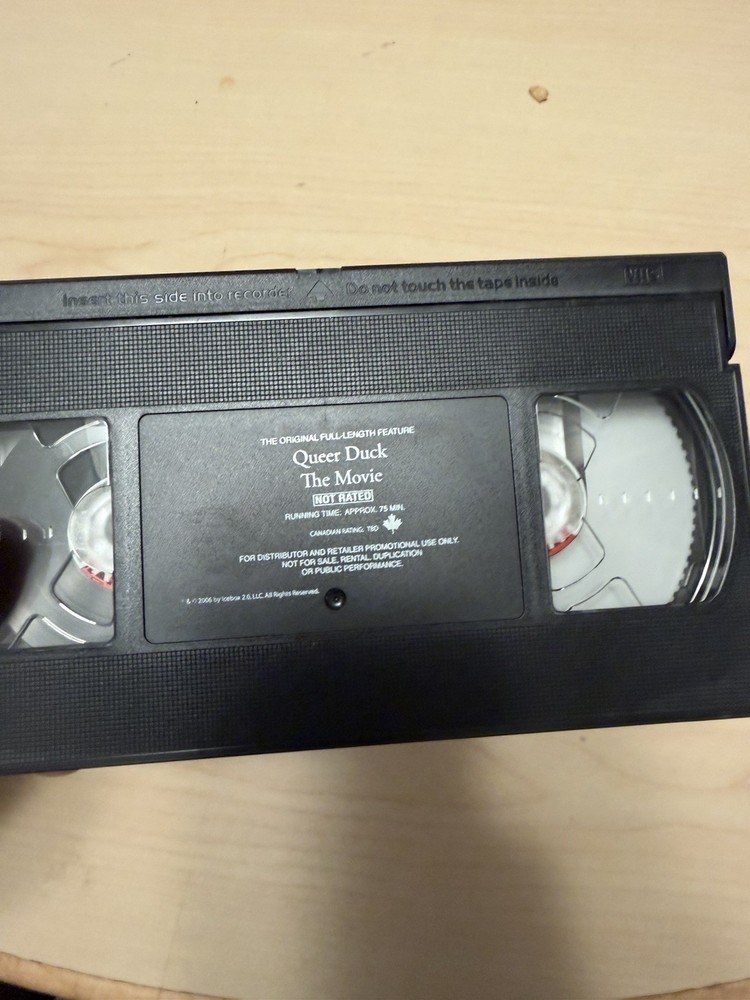 Insert this side into recorder Do not touch the tape inside VHS
THE ORIGINAL FULL-LENGTH FEATURE
Queer Duck
The Movie
NOT RATED
RUNNING TIME: APPROX. 75 MIN.
CANADIAN RATING: TBD
FOR DISTRIBUTOR AND RETAILER PROMOTIONAL USE ONLY.
NOT FOR SALE, RENTAL, DUPLICATION
OR PUBLIC PERFORMANCE.
& © 2006 by Icebox 2.0, LLC. All Rights Reserved.